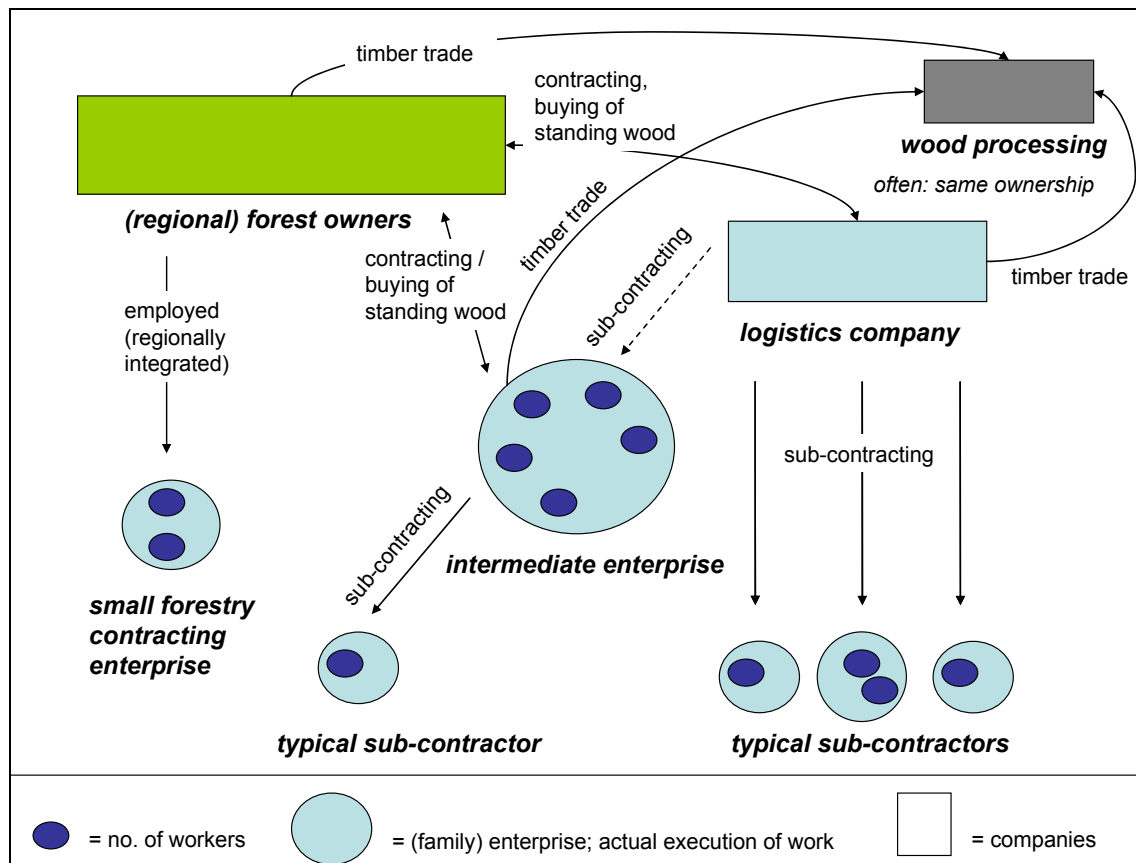 timber trade
contracting,
buying of
standing wood
wood processing
often: same ownership
(regional) forest owners
timber trade
contracting /
buying of
standing wood
sub-contracting
timber trade
employed
(regionally
integrated)
logistics company
sub-contracting
sub-contracting
intermediate enterprise
small forestry
contracting
enterprise
typical sub-contractor
typical sub-contractors
= no. of workers
= (family) enterprise; actual execution of work
= companies